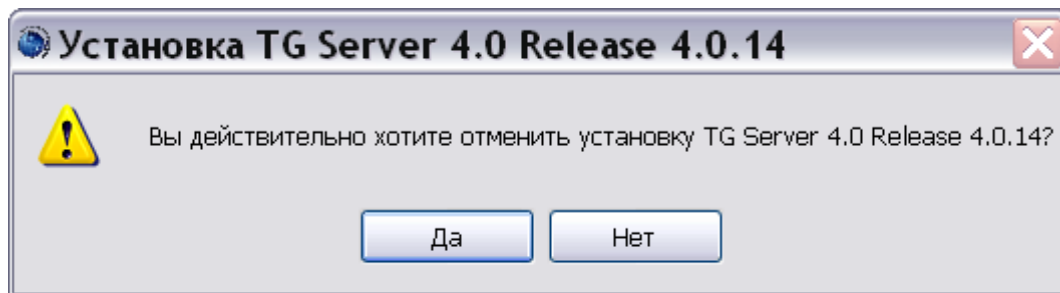 Установка TG Server 4.0 Release 4.0.14
Вы действительно хотите отменить установку TG Server 4.0 Release 4.0.14?
Да
Нет